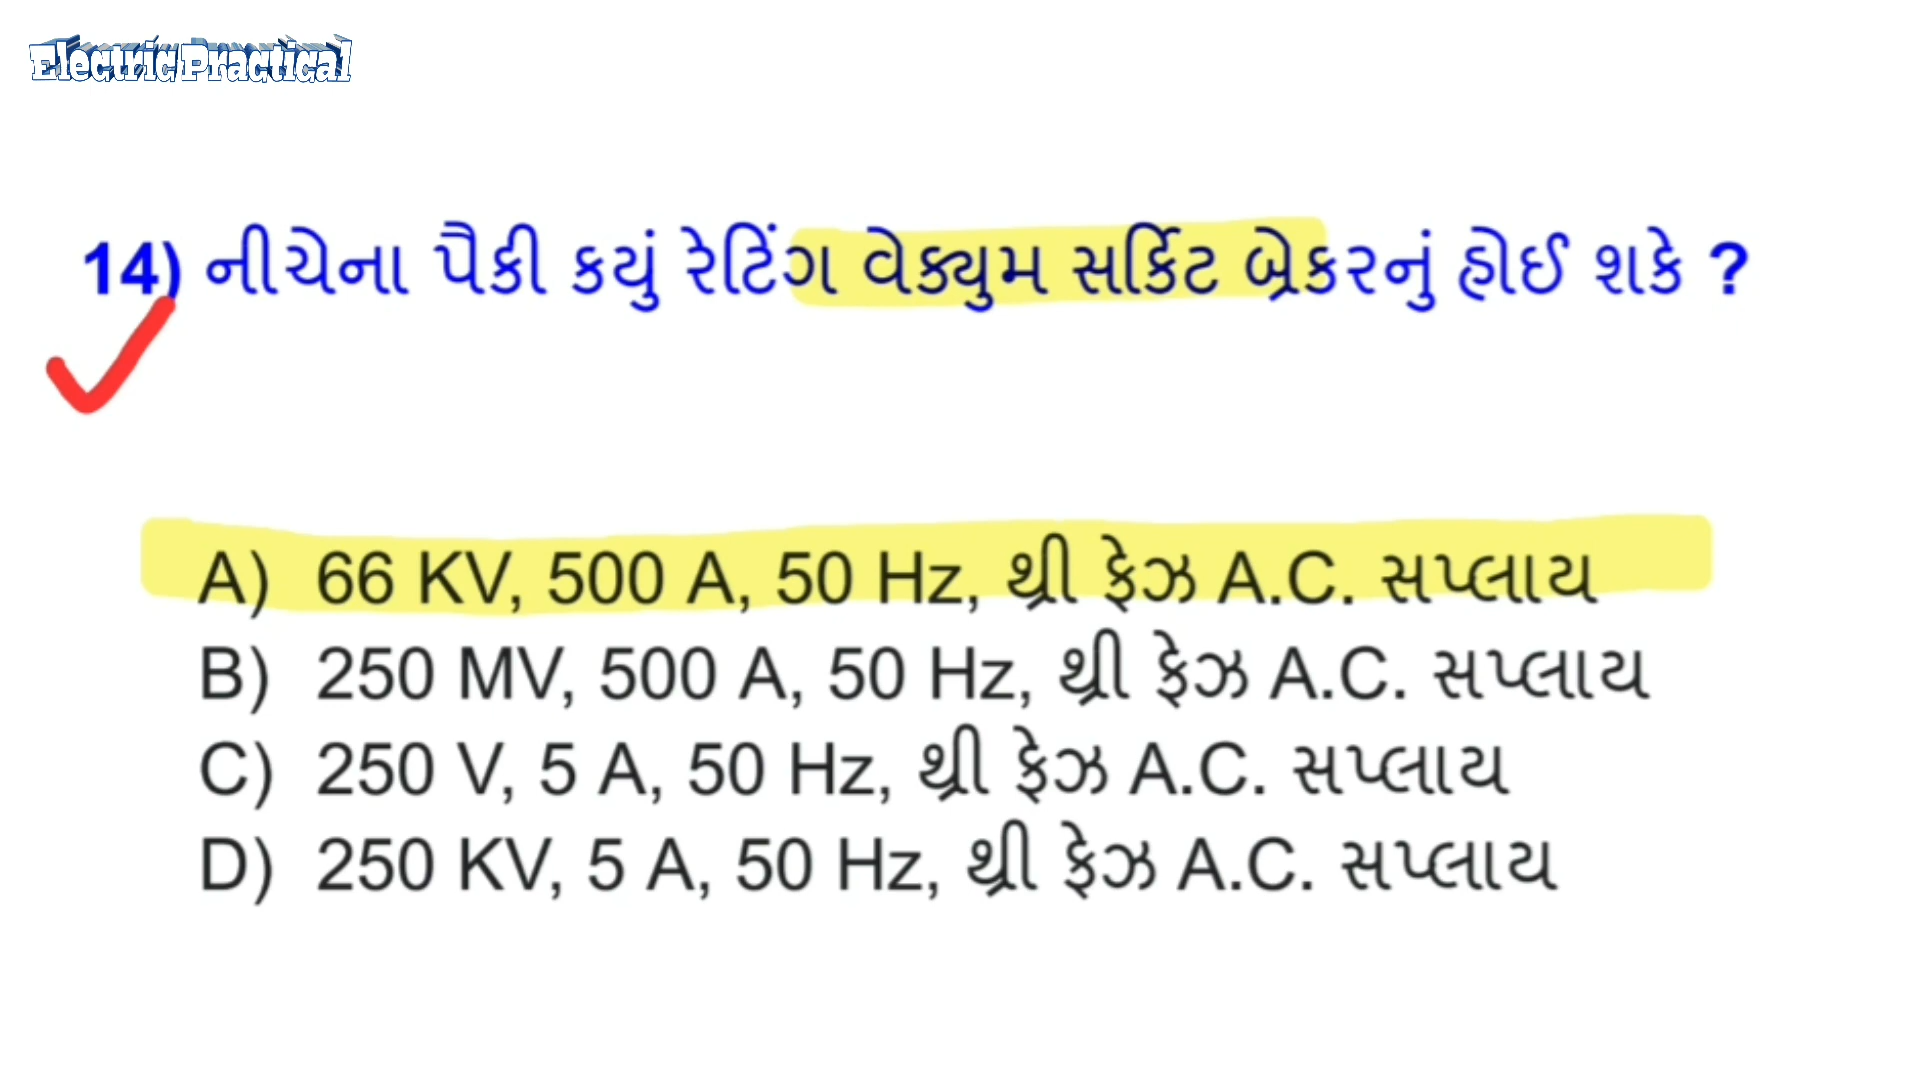 Electric Practical
14) નીચેના પૈકી કયું રેટિંગ વેક્યુમ સર્કિટ બ્રેકરનું હોઈ શકે ?
A) 66 KV, 500 A, 50 Hz, થ્રી ફેઝ A.C. સપ્લાય
B) 250 MV, 500 A, 50 Hz, થ્રી ફેઝ A.C. સપ્લાય
C) 250 V, 5 A, 50 Hz, થ્રી ફેઝ A.C. સપ્લાય
D) 250 KV, 5 A, 50 Hz, થ્રી ફેઝ A.C. સપ્લાય